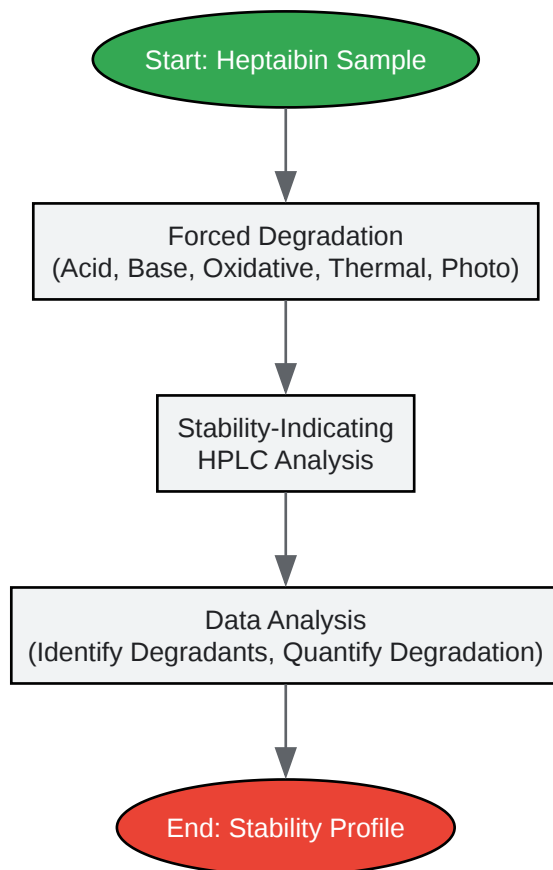 Start: Heptaibin Sample
Forced Degradation
(Acid, Base, Oxidative, Thermal, Photo)
Stability-Indicating
HPLC Analysis
Data Analysis
(Identify Degradants, Quantify Degradation)
End: Stability Profile